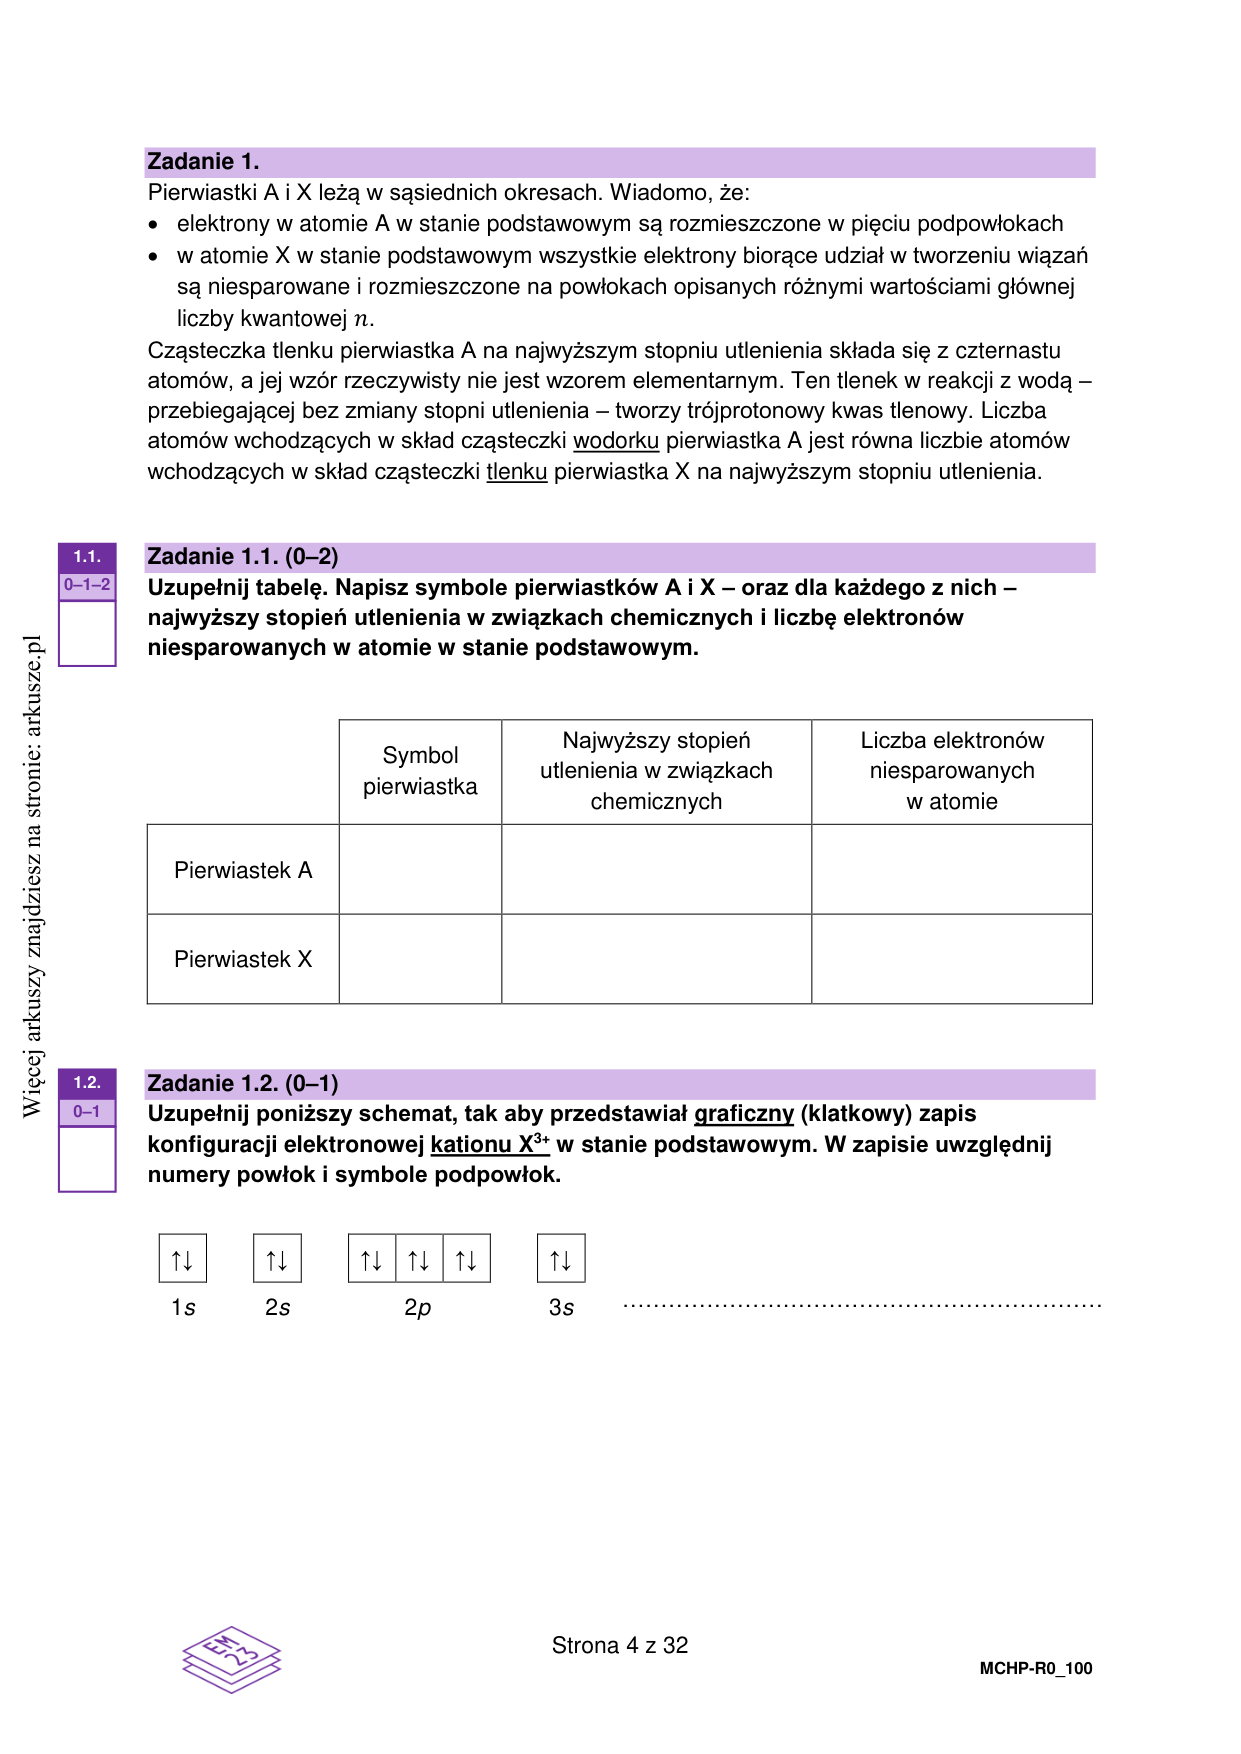 Zadanie 1.
Pierwiastki A i X leżą w sąsiednich okresach. Wiadomo, że:
• elektrony w atomie A w stanie podstawowym są rozmieszczone w pięciu podpowłokach
• w atomie X w stanie podstawowym wszystkie elektrony biorące udział w tworzeniu wiązań
są niesparowane i rozmieszczone na powłokach opisanych różnymi wartościami głównej
liczby kwantowej n.
Cząsteczka tlenku pierwiastka A na najwyższym stopniu utlenienia składa się z czternastu
atomów, a jej wzór rzeczywisty nie jest wzorem elementarnym. Ten tlenek w reakcji z wodą –
przebiegającej bez zmiany stopni utlenienia – tworzy trójprotonowy kwas tlenowy. Liczba
atomów wchodzących w skład cząsteczki wodorku pierwiastka A jest równa liczbie atomów
wchodzących w skład cząsteczki tlenku pierwiastka X na najwyższym stopniu utlenienia.
1.1.
0–1–2
Zadanie 1.1. (0–2)
Uzupełnij tabelę. Napisz symbole pierwiastków A i X – oraz dla każdego z nich –
najwyższy stopień utlenienia w związkach chemicznych i liczbę elektronów
niesparowanych w atomie w stanie podstawowym.
Symbol
pierwiastka
Najwyższy stopień
utlenienia w związkach
chemicznych
Liczba elektronów
niesparowanych
w atomie
Pierwiastek A
Pierwiastek X
1.2.
0–1
Zadanie 1.2. (0–1)
Uzupełnij poniższy schemat, tak aby przedstawiał graficzny (klatkowy) zapis
konfiguracji elektronowej kationu X³⁺ w stanie podstawowym. W zapisie uwzględnij
numery powłok i symbole podpowłok.
↑↓ ↑↓ ↑↓ ↑↓ ↑↓ ↑↓
1s 2s 2p 3s ...............................................................
Więcej arkuszy znajdziesz na stronie: arkusze.pl
EM
23
Strona 4 z 32
MCHP-R0_100